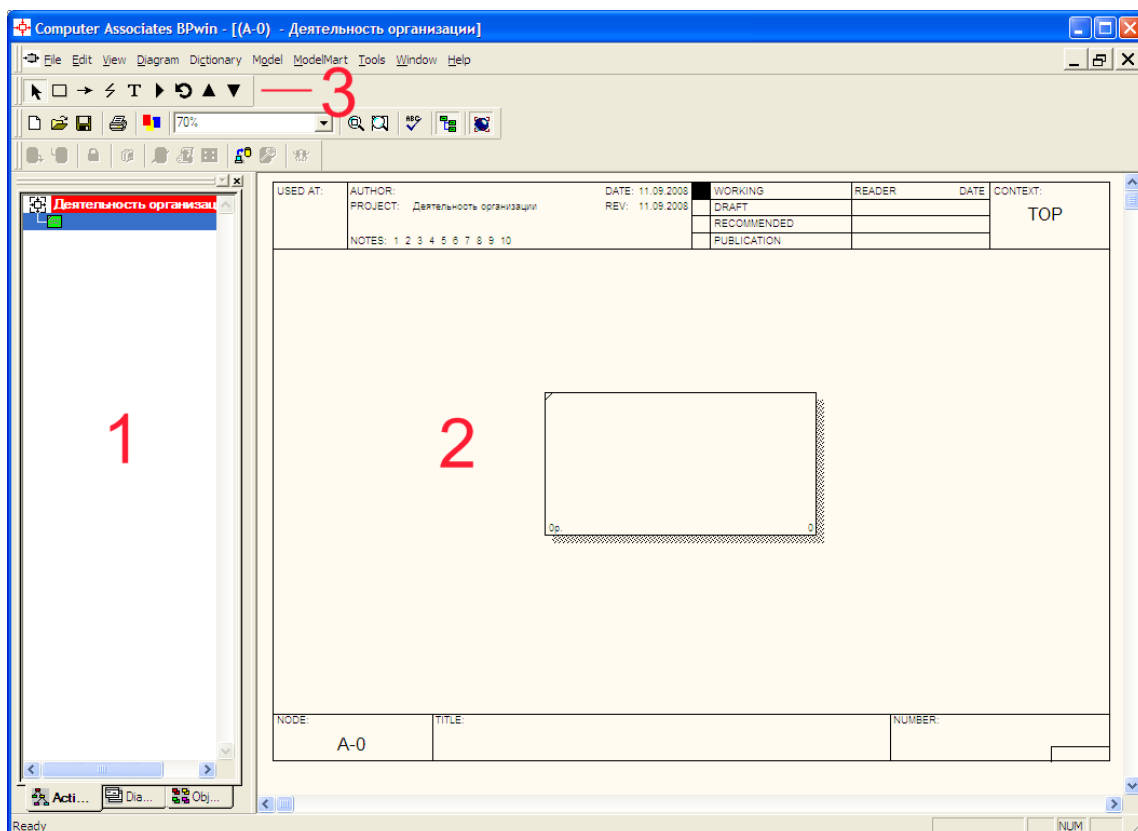 Computer Associates BPwin - [(A-0) - Деятельность организации]
File Edit View Diagram Dictionary Model ModelMart Tools Window Help
T
3
70%
ABC
Деятельность организац
USED AT: AUTHOR: DATE: 11.09.2008 WORKING READER DATE CONTEXT:
PROJECT: Деятельность организации REV: 11.09.2008 DRAFT TOP
RECOMMENDED
NOTES: 1 2 3 4 5 6 7 8 9 10 PUBLICATION
1
2
0р. 0
NODE: TITLE: NUMBER:
A-0
Acti... Dia... Obj...
Ready NUM